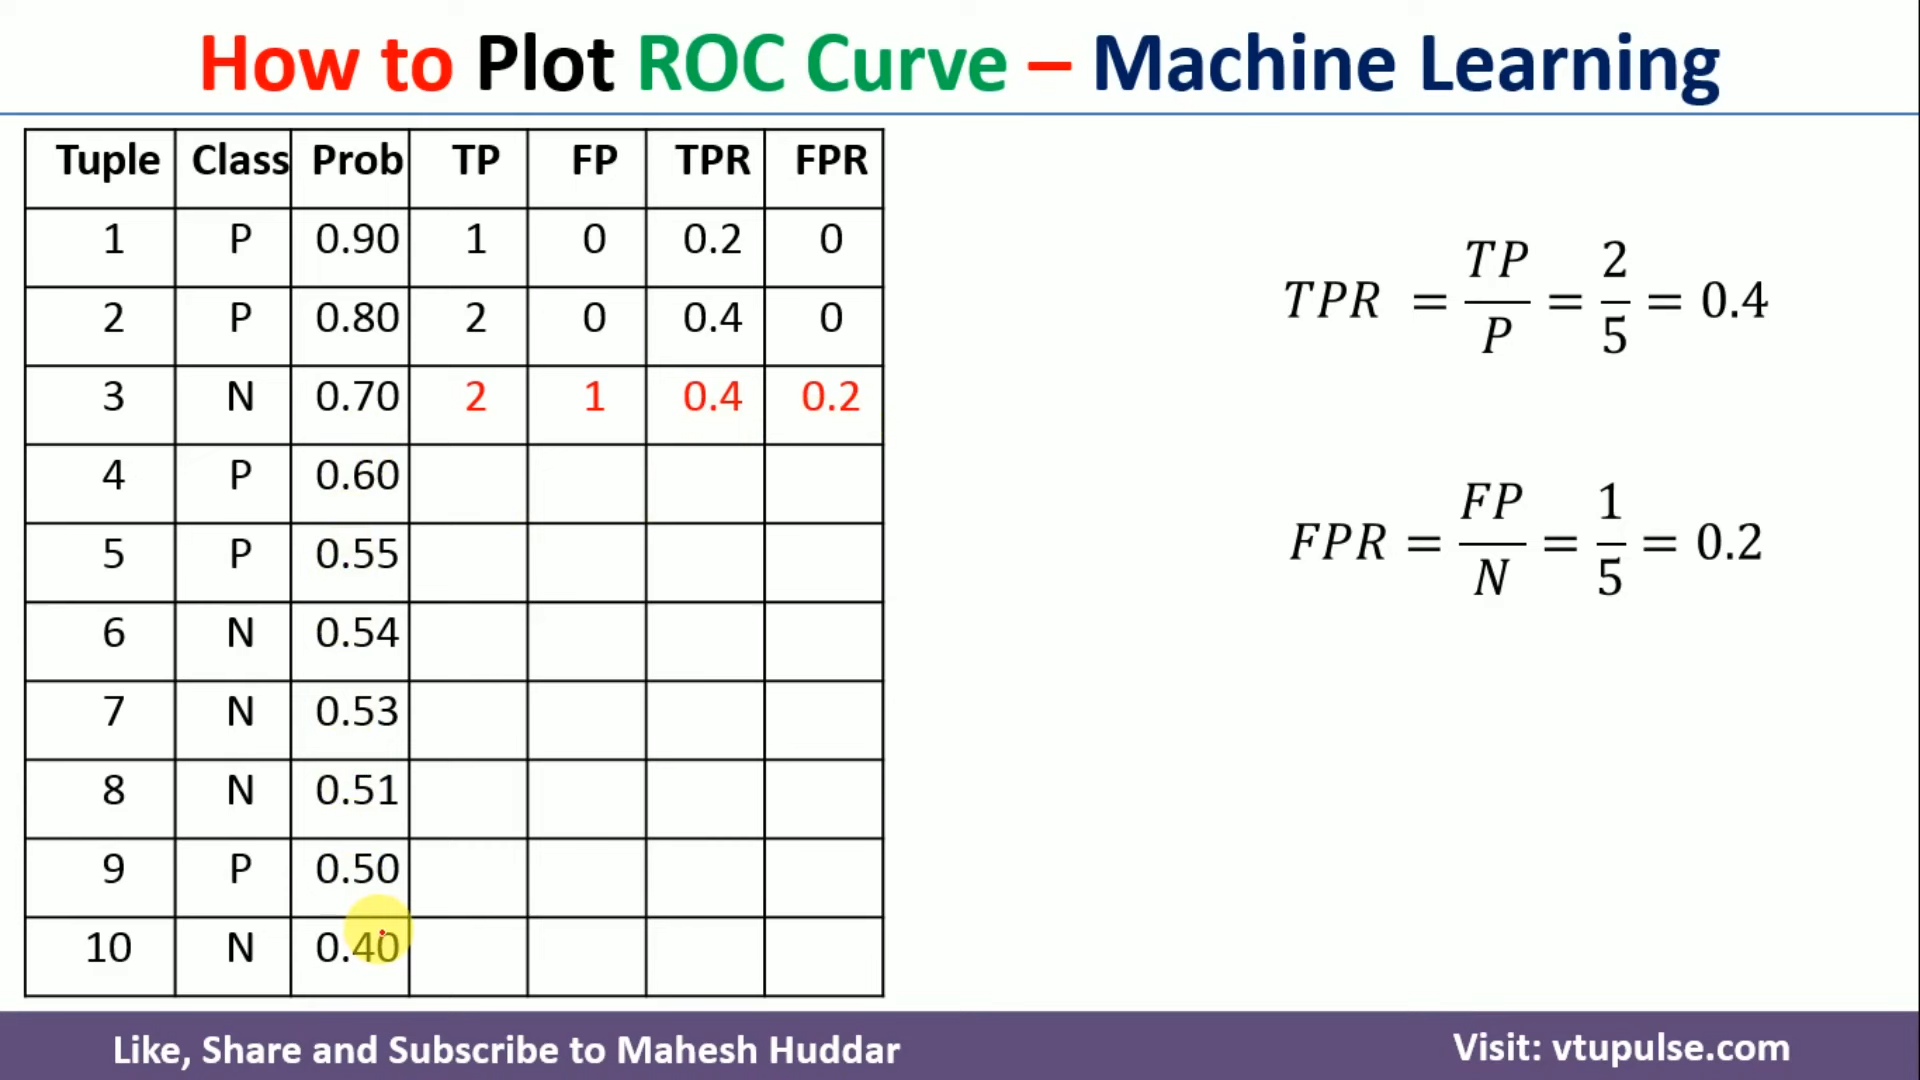 How to Plot ROC Curve – Machine Learning
Tuple Class Prob TP FP TPR FPR
1 P 0.90 1 0 0.2 0
2 P 0.80 2 0 0.4 0
3 N 0.70 2 1 0.4 0.2
4 P 0.60
5 P 0.55
6 N 0.54
7 N 0.53
8 N 0.51
9 P 0.50
10 N 0.40
TPR = TP/P = 2/5 = 0.4
FPR = FP/N = 1/5 = 0.2
Like, Share and Subscribe to Mahesh Huddar
Visit: vtupulse.com